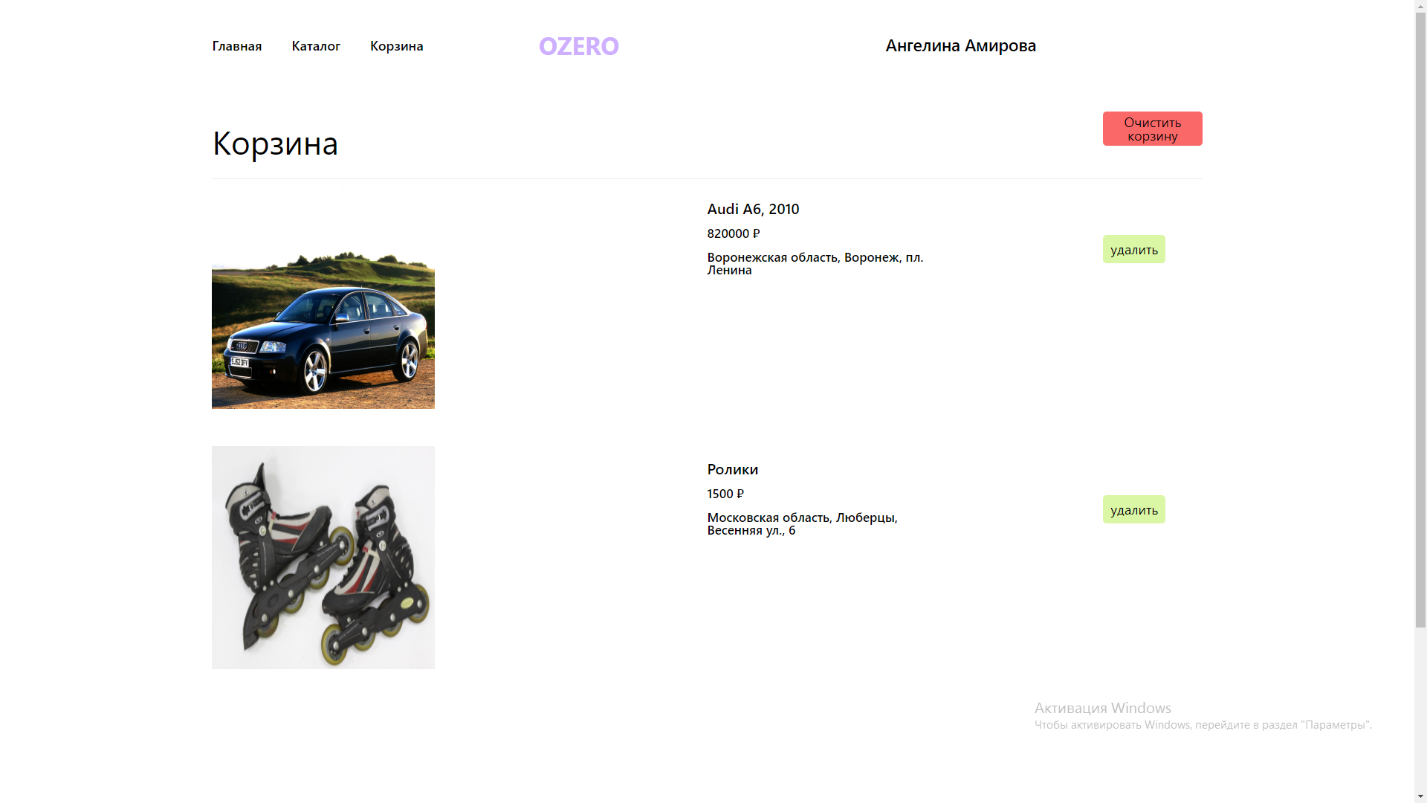 Главная
Каталог
Корзина
OZERO
Ангелина Амирова
Корзина
Очистить
корзину
Audi A6, 2010
820000 ₽
Воронежская область, Воронеж, пл.
Ленина
удалить
Ролики
1500 ₽
Московская область, Люберцы,
Весенняя ул., 6
удалить
Активация Windows
Чтобы активировать Windows, перейдите в раздел "Параметры".